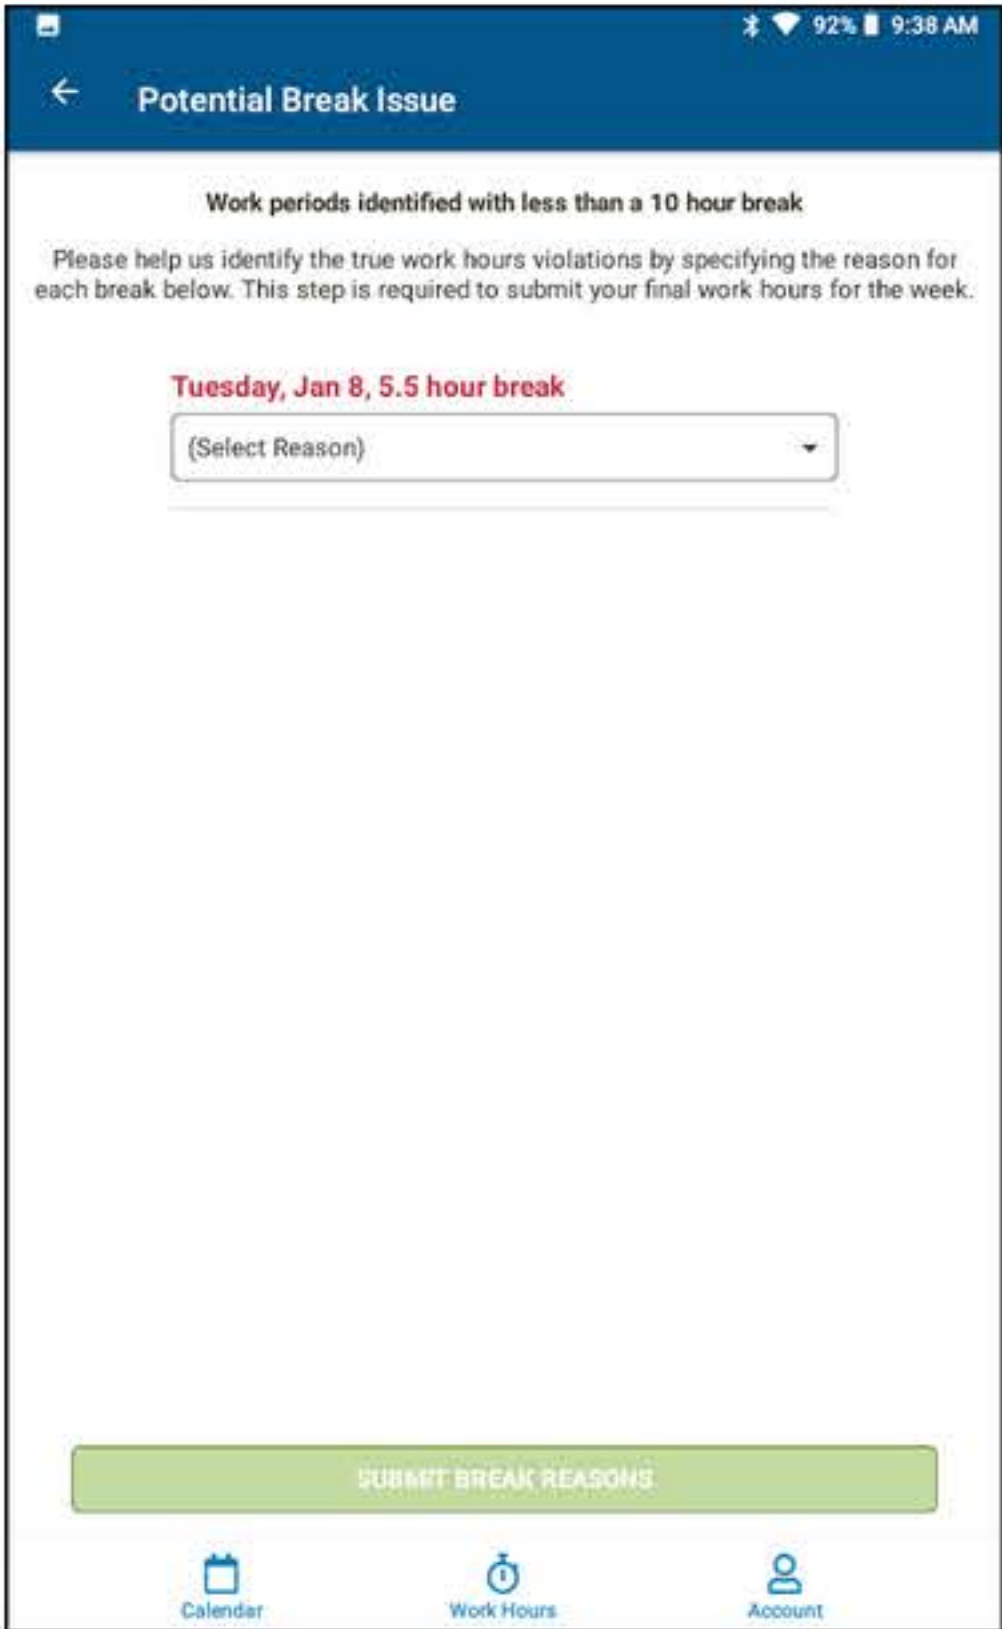 92% 9:38 AM
Potential Break Issue
Work periods identified with less than a 10 hour break
Please help us identify the true work hours violations by specifying the reason for
each break below. This step is required to submit your final work hours for the week.
Tuesday, Jan 8, 5.5 hour break
(Select Reason)
SUBMIT BREAK REASONS
Calendar Work Hours Account